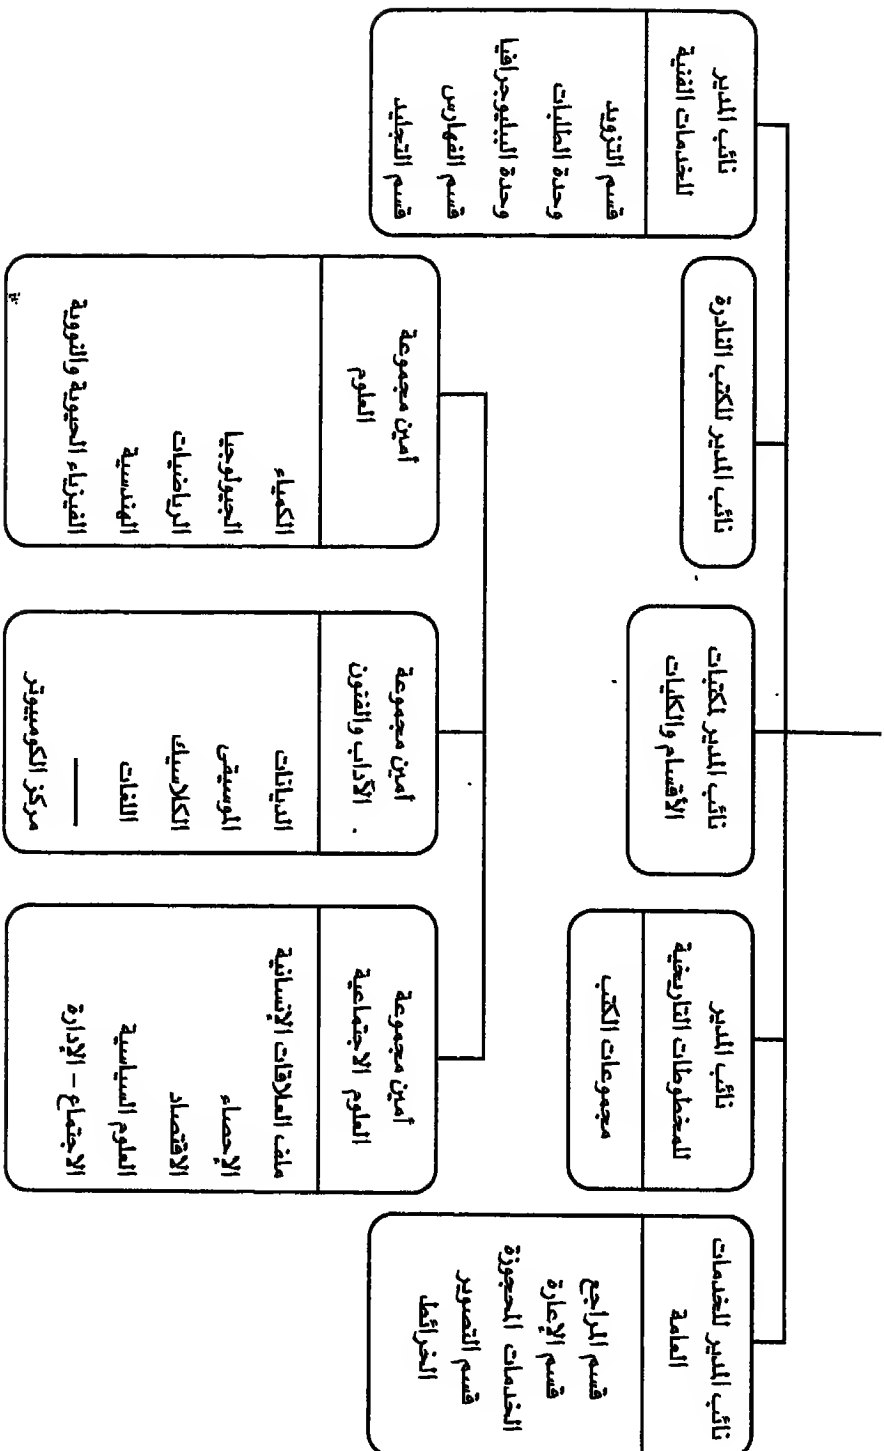 نائب المدير للخدمات
العامة
قسم المراجع
قسم الإعارة
الخدمات المحجوزة
قسم التصوير
الخرائط
نائب المدير
للمخطوطات التاريخية
مجموعات الكتب
نائب المدير لمكتبات
الأقسام والكليات
نائب المدير للكتب النادرة
نائب المدير
للخدمات الفنية
قسم التزويد
وحدة الطلبات
وحدة الببليوجرافيا
قسم الفهارس
قسم التجليد
أمين مجموعة
العلوم الاجتماعية
ملف العلاقات الإنسانية
الإحصاء
الاقتصاد
العلوم السياسية
الاجتماع - الإدارة
أمين مجموعة
الآداب والفنون
الديانات
الموسيقى
الكلاسيك
اللغات
مركز الكومبيوتر
أمين مجموعة
العلوم
الكمياء
الجيولوجيا
الرياضيات
الهندسية
الفيزياء الحيوية والنووية